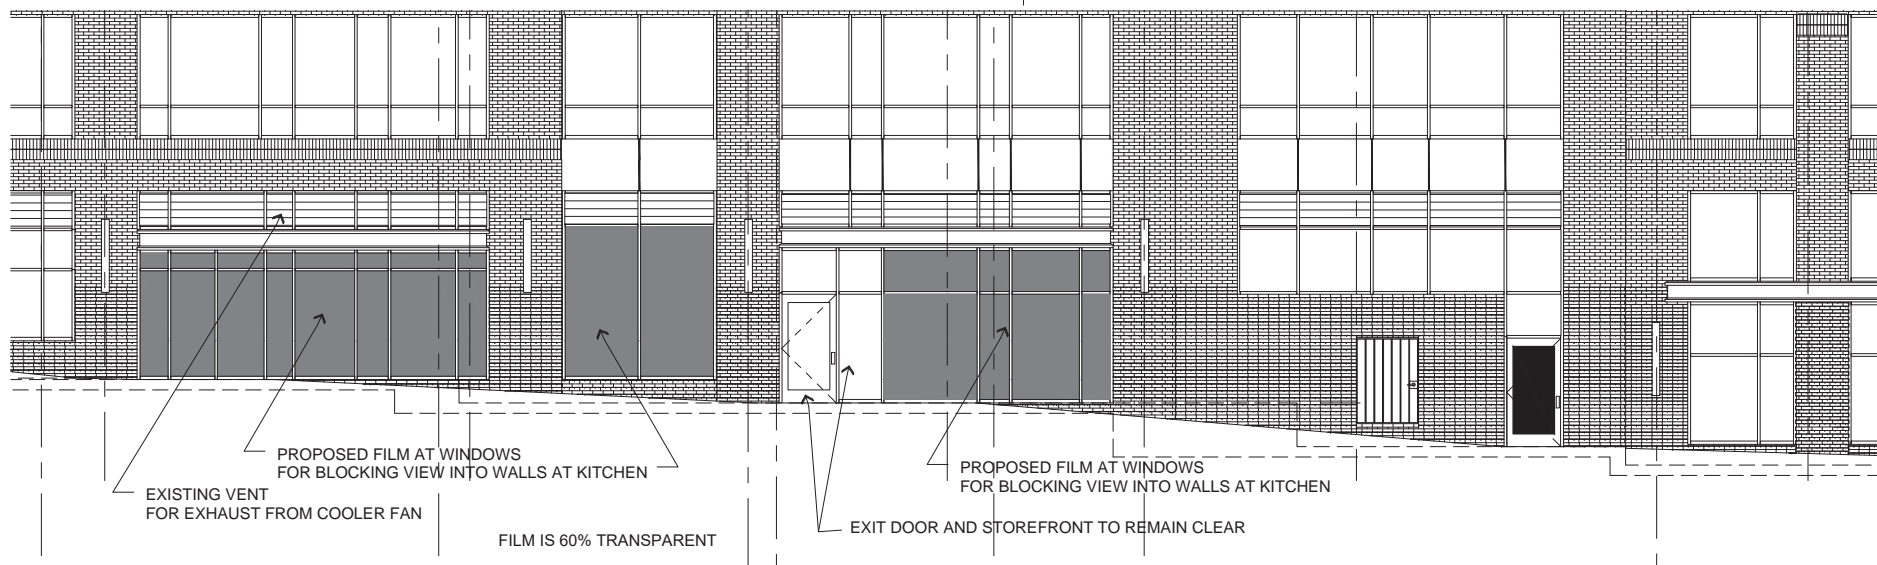 PROPOSED FILM AT WINDOWS
FOR BLOCKING VIEW INTO WALLS AT KITCHEN
EXISTING VENT
FOR EXHAUST FROM COOLER FAN
FILM IS 60% TRANSPARENT
PROPOSED FILM AT WINDOWS
FOR BLOCKING VIEW INTO WALLS AT KITCHEN
EXIT DOOR AND STOREFRONT TO REMAIN CLEAR